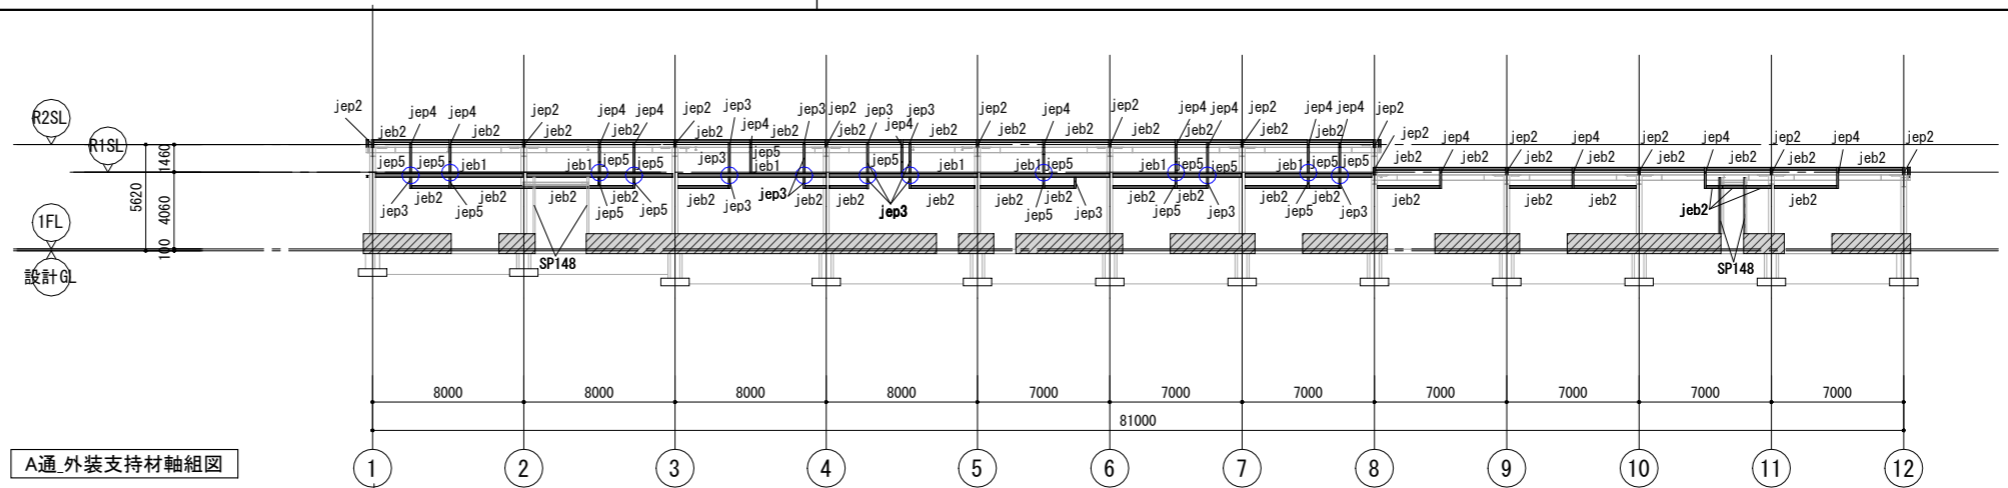 jep2 jep4 jep4 jep2 jep4 jep4 jep2 jep3 jep3 jep2 jep3 jep3 jep2 jep4 jep2 jep4 jep4 jep2 jep4 jep4 jep2
R2SL
jeb2 jeb2 jeb2 jeb2 jeb2 jep4 jeb2 jeb2 jep4 jeb2 jeb2 jeb2 jeb2 jeb2 jeb2 jeb2
jep2 jep4 jep2 jep4 jep2 jep4 jep2 jep4 jep2
R1SL
1460
jep5 jep5 jeb1 jeb1 jep5 jep5 jep3 jep5 jeb1 jep5 jeb1 jeb1 jep5 jeb1 jep5 jep5 jeb1 jep5 jep5
jeb2 jeb2 jeb2 jeb2 jeb2 jeb2 jeb2 jeb2
5620
4060
jeb2 jeb2 jeb2 jeb2 jeb2 jep3 jeb2 jeb2 jeb2 jeb2 jeb2 jeb2 jeb2 jeb2 jeb2 jeb2 jeb2 jeb2 jeb2
jep3 jep5 jep5 jep5 jep3 jep3 jep5 jep3 jep5 jep3 jep5 jep3 jeb2
1FL
100
設計GL
SP148 SP148
8000 8000 8000 8000 7000 7000 7000 7000 7000 7000 7000
81000
A通_外装支持材軸組図
1 2 3 4 5 6 7 8 9 10 11 12